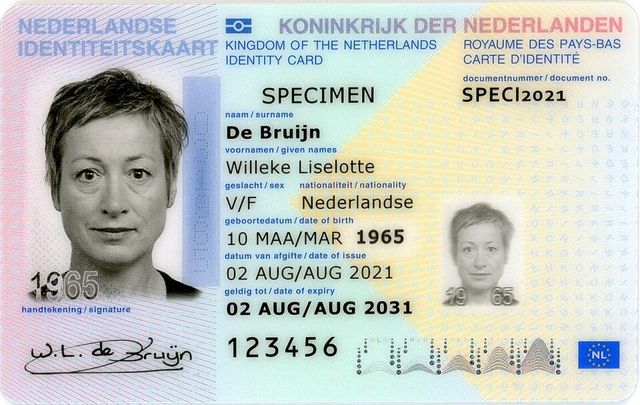 NEDERLANDSE
IDENTITEITSKAART
KONINKRIJK DER NEDERLANDEN
KINGDOM OF THE NETHERLANDS
IDENTITY CARD
ROYAUME DES PAYS-BAS
CARTE D'IDENTITÉ
documentnummer / document no.
SPECIMEN
SPECI2021
naam / surname
De Bruijn
voornamen / given names
Willeke Liselotte
geslacht / sex nationaliteit / nationality
V/F Nederlandse
geboortedatum / date of birth
10 MAA/MAR 1965
datum van afgifte / date of issue
02 AUG/AUG 2021
geldig tot / date of expiry
02 AUG/AUG 2031
1965
19 65
handtekening / signature
W.L. de Bruijn
123456
NL